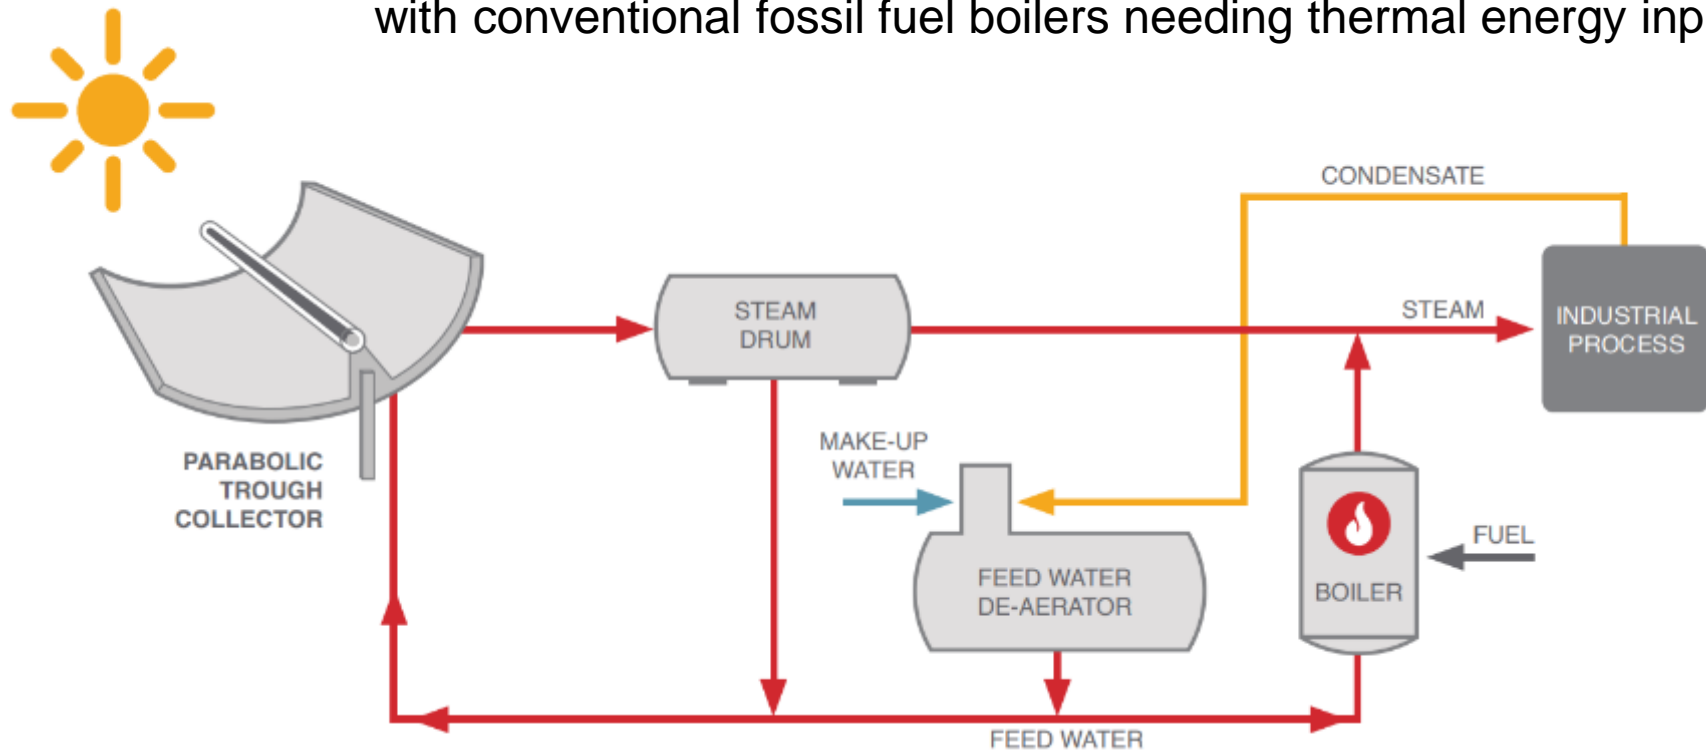 with conventional fossil fuel boilers needing thermal energy inp
CONDENSATE
STEAM
DRUM
STEAM
INDUSTRIAL
PROCESS
MAKE-UP
WATER
PARABOLIC
TROUGH
COLLECTOR
FEED WATER
DE-AERATOR
FUEL
BOILER
FEED WATER